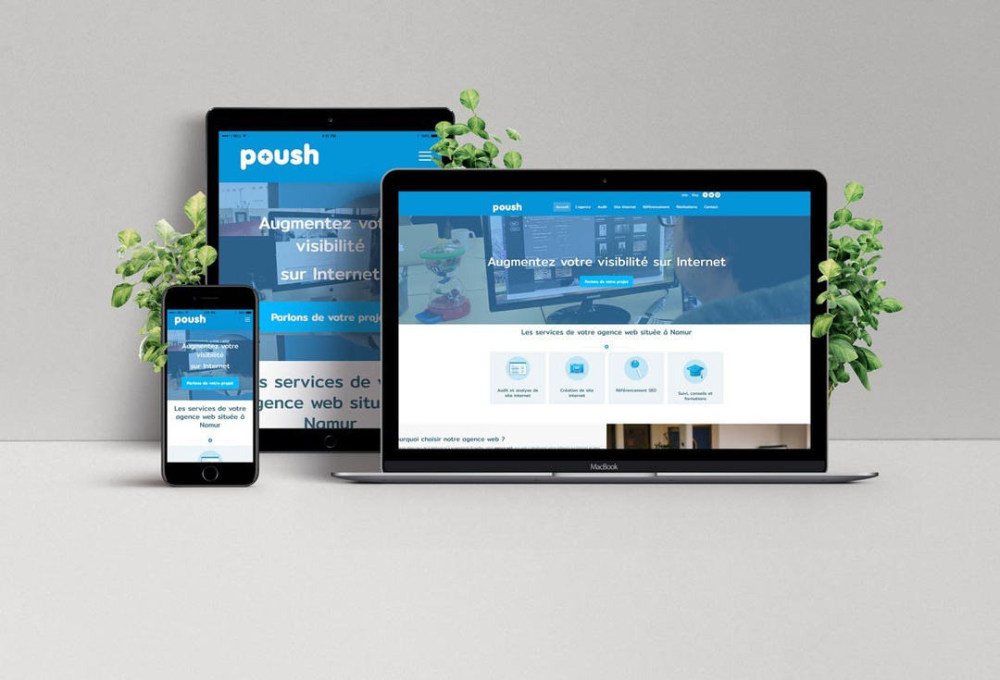 poush
Augmentez vot
visibilité
sur Internet
Parlons de votre proje
s services de v
gence web situ
Namur
poush
Augmentez votre
visibilité
sur Internet
Parlons de votre projet
Les services de votre
agence web située à
Namur
Jobs Blog
poush Accueil L'agence Audit Site internet Référencement Réalisations Contact
Augmentez votre visibilité sur Internet
Parlons de votre projet
Les services de votre agence web située à Namur
Audit et analyse de
site internet
Création de site
internet
Référencement SEO
Suivi, conseils et
formations
urquoi choisir notre agence web ?
MacBook